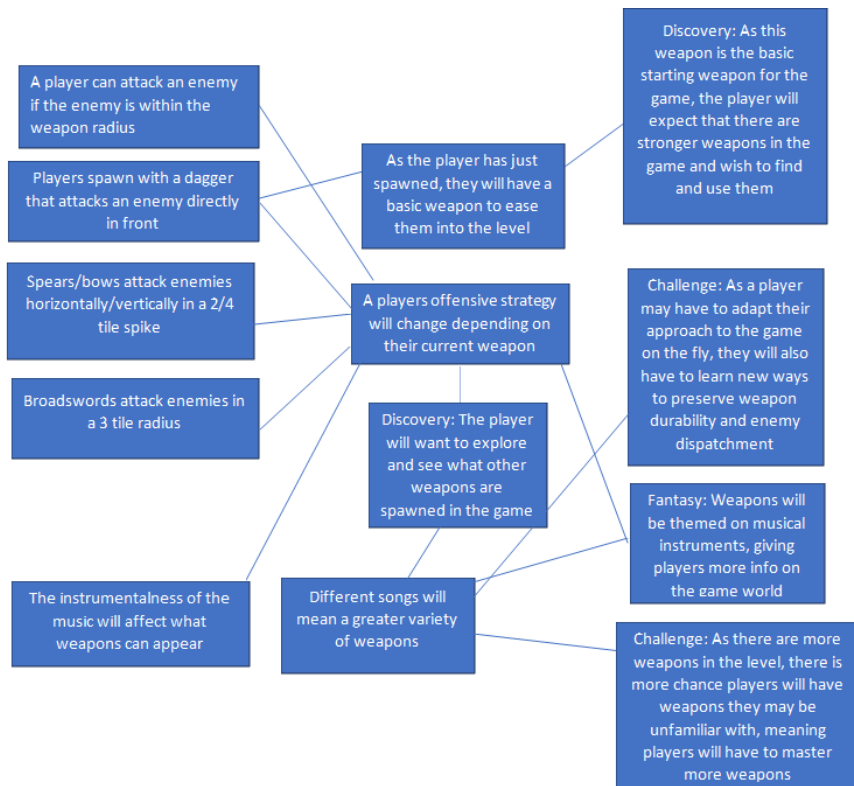 A player can attack an enemy
if the enemy is within the
weapon radius
Players spawn with a dagger
that attacks an enemy directly
in front
Spears/bows attack enemies
horizontally/vertically in a 2/4
tile spike
Broadswords attack enemies in
a 3 tile radius
The instrumentalness of the
music will affect what
weapons can appear
As the player has just
spawned, they will have a
basic weapon to ease
them into the level
A players offensive strategy
will change depending on
their current weapon
Discovery: The player
will want to explore
and see what other
weapons are
spawned in the game
Different songs will
mean a greater variety
of weapons
Discovery: As this
weapon is the basic
starting weapon for the
game, the player will
expect that there are
stronger weapons in the
game and wish to find
and use them
Challenge: As a player
may have to adapt their
approach to the game
on the fly, they will also
have to learn new ways
to preserve weapon
durability and enemy
dispatchment
Fantasy: Weapons will
be themed on musical
instruments, giving
players more info on
the game world
Challenge: As there are more
weapons in the level, there is
more chance players will have
weapons they may be
unfamiliar with, meaning
players will have to master
more weapons